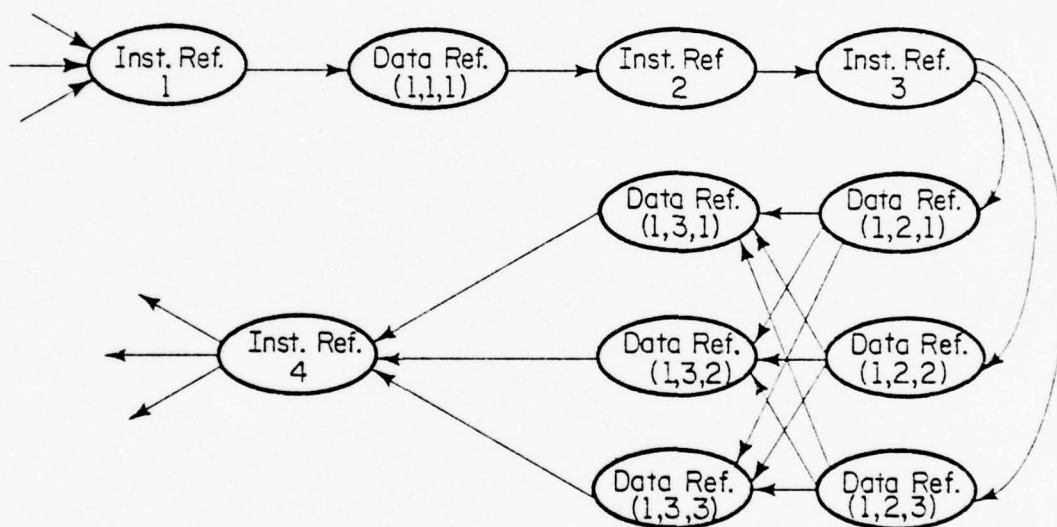 Inst. Ref.
1
Data Ref.
(1,1,1)
Inst. Ref
2
Inst. Ref.
3
Data Ref.
(1,3,1)
Data Ref.
(1,2,1)
Inst. Ref.
4
Data Ref.
(1,3,2)
Data Ref.
(1,2,2)
Data Ref.
(1,3,3)
Data Ref.
(1,2,3)